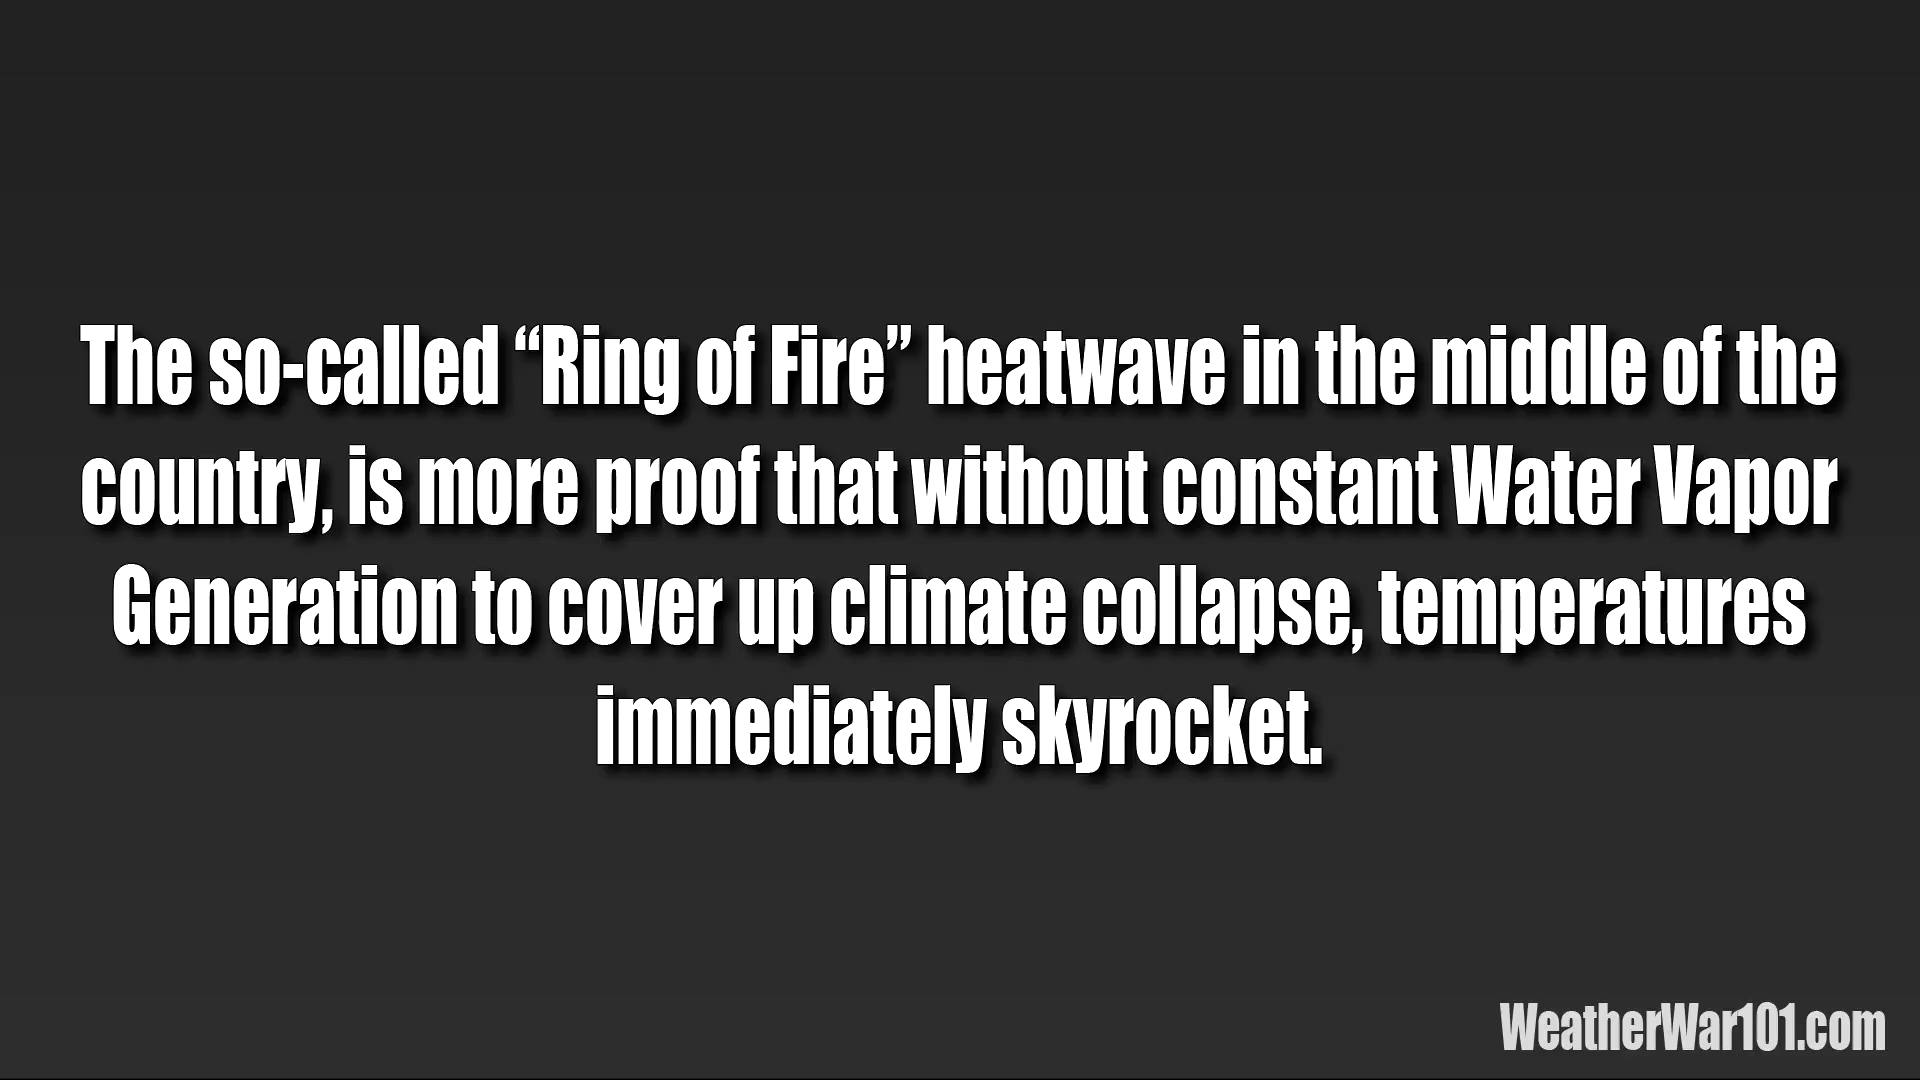 The so-called “Ring of Fire” heatwave in the middle of the
country, is more proof that without constant Water Vapor
Generation to cover up climate collapse, temperatures
immediately skyrocket.
WeatherWar101.com